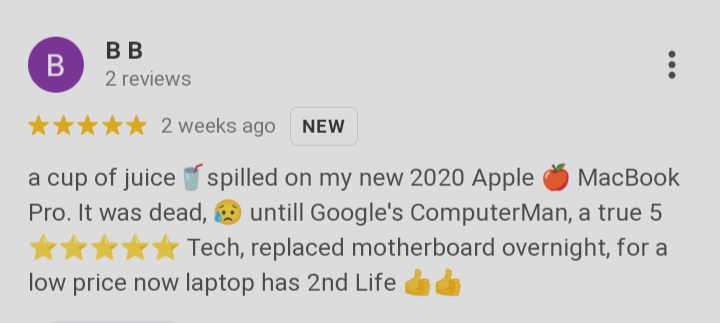 B
B B
2 reviews
2 weeks ago NEW
a cup of juice 🥤 spilled on my new 2020 Apple 🍎 MacBook
Pro. It was dead, 😥 untill Google's ComputerMan, a true 5
⭐⭐⭐⭐⭐ Tech, replaced motherboard overnight, for a
low price now laptop has 2nd Life 👍👍